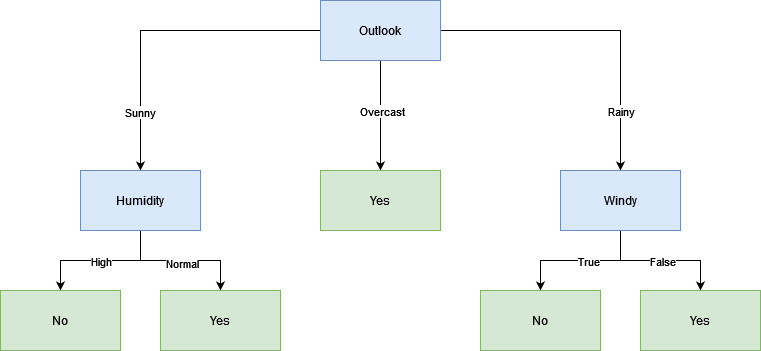 Outlook
Sunny
Overcast
Rainy
Humidity
Yes
Windy
High
Normal
True
False
No
Yes
No
Yes